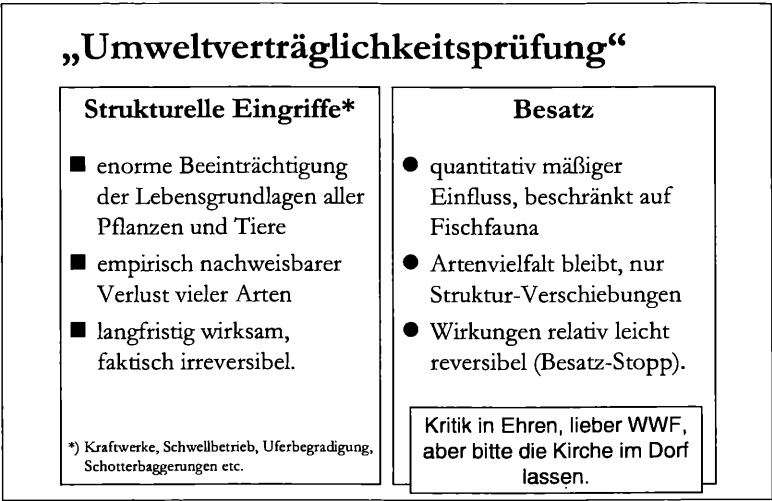 „Umweltverträglichkeitsprüfung“
Strukturelle Eingriffe*
■ enorme Beeinträchtigung
der Lebensgrundlagen aller
Pflanzen und Tiere
■ empirisch nachweisbarer
Verlust vieler Arten
■ langfristig wirksam,
faktisch irreversibel.
*) Kraftwerke, Schwellbetrieb, Uferbegradigung,
Schotterbaggerungen etc.
Besatz
● quantitativ mäßiger
Einfluss, beschränkt auf
Fischfauna
● Artenvielfalt bleibt, nur
Struktur-Verschiebungen
● Wirkungen relativ leicht
reversibel (Besatz-Stopp).
Kritik in Ehren, lieber WWF,
aber bitte die Kirche im Dorf
lassen.